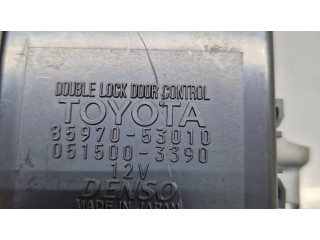 DOUBLE LOCK DOOR CONTROL
TOYOTA
85970-53010
051500-3390
12V
DENSO
MADE IN JAPAN